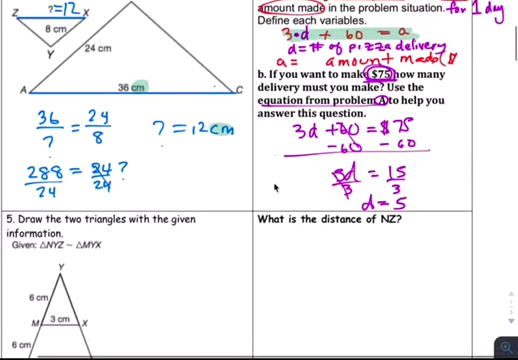 ?=12
Z
X
8 cm
Y
24 cm
A
36 cm
C
36/? = 24/8
? = 12 cm
288/24 = 24/24 ?
amount made in the problem situation. for 1 day
Define each variables.
3•d + 60 = a
d = # of pizza delivery
a = amount made ($
b. If you want to make $75 how many
delivery must you make? Use the
equation from problem A to help you
answer this question.
3d + 60 = $75
-60 -60
3d/3 = 15/3
d = 5
5. Draw the two triangles with the given
information.
Given: △NYZ ~ △MYX
Y
6 cm
M
3 cm
X
6 cm
What is the distance of NZ?